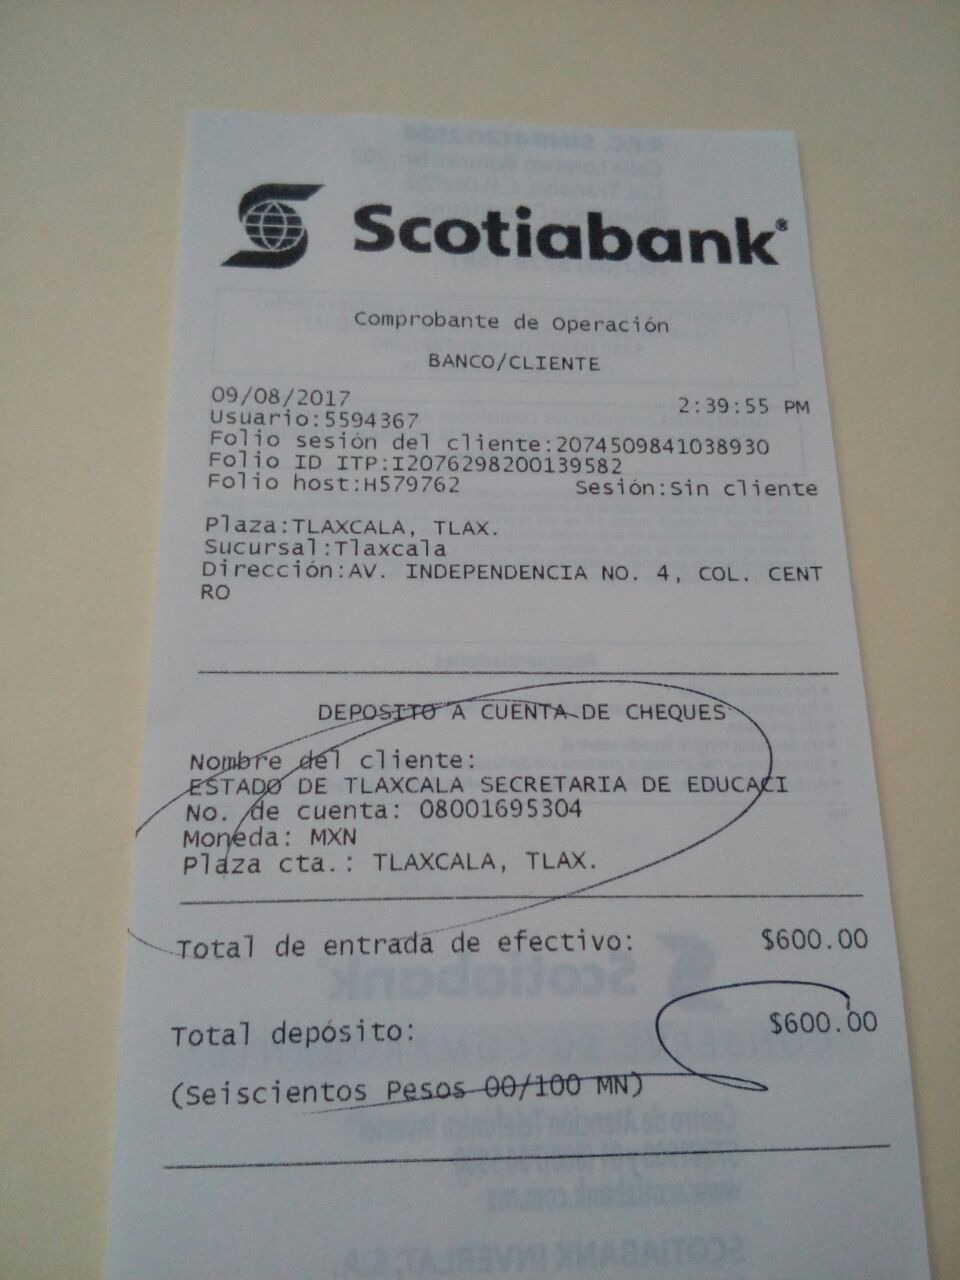 Scotiabank®
Comprobante de Operación
BANCO/CLIENTE
09/08/2017 2:39:55 PM
Usuario:5594367
Folio sesión del cliente:2074509841038930
Folio ID ITP:I2076298200139582
Folio host:H579762 Sesión:Sin cliente
Plaza:TLAXCALA, TLAX.
Sucursal:Tlaxcala
Dirección:AV. INDEPENDENCIA NO. 4, COL. CENT
RO
DEPOSITO A CUENTA DE CHEQUES
Nombre del cliente:
ESTADO DE TLAXCALA SECRETARIA DE EDUCACI
No. de cuenta: 08001695304
Moneda: MXN
Plaza cta.: TLAXCALA, TLAX.
Total de entrada de efectivo: $600.00
Total depósito: $600.00
(Seiscientos Pesos 00/100 MN)